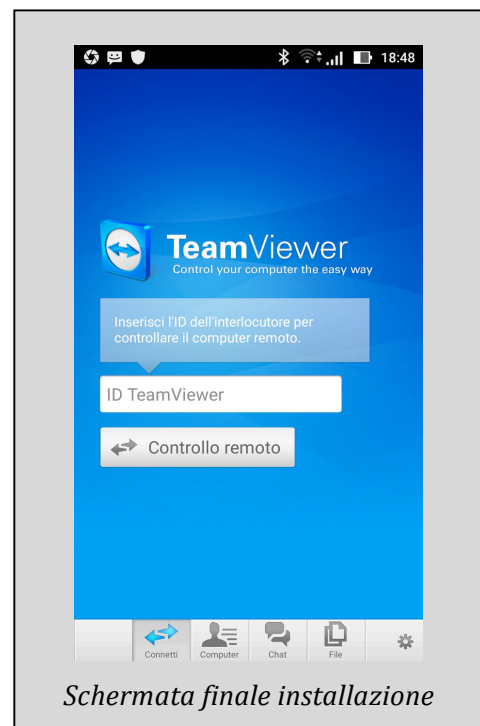 18:48
TeamViewer
Control your computer the easy way
Inserisci l'ID dell'interlocutore per
controllare il computer remoto.
ID TeamViewer
Controllo remoto
Connetti Computer Chat File
Schermata finale installazione